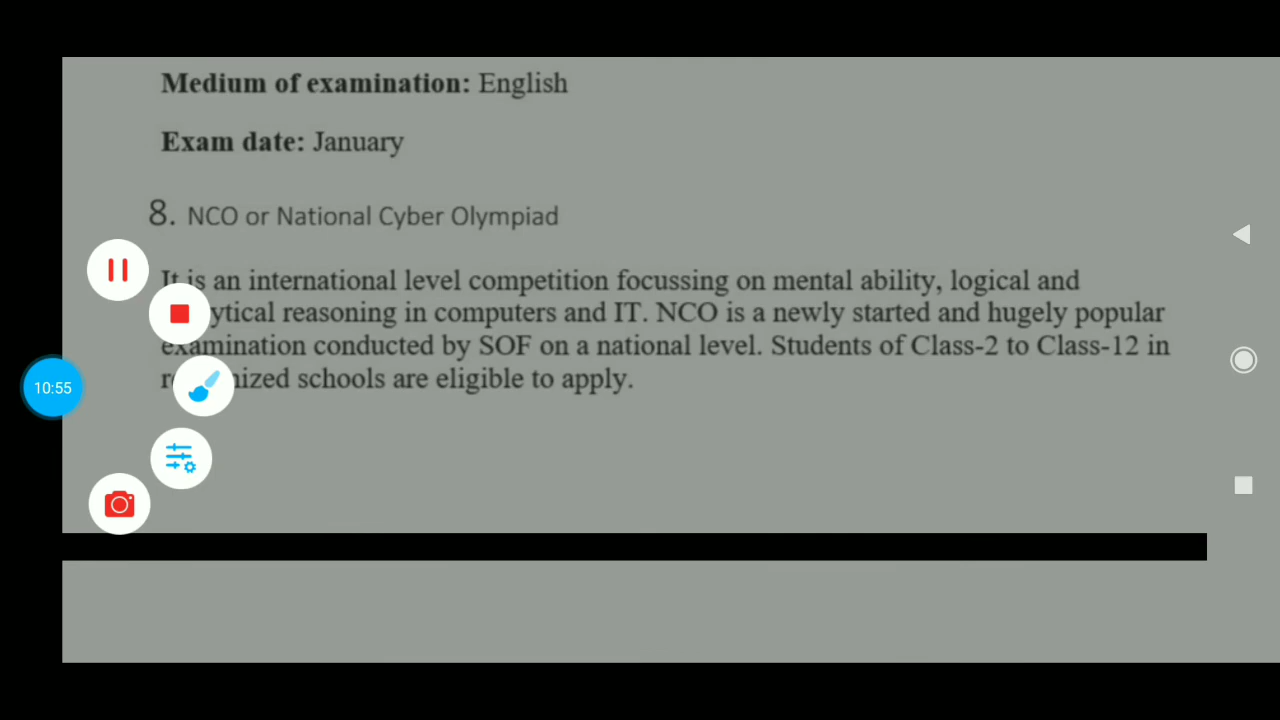 Medium of examination: English
Exam date: January
8. NCO or National Cyber Olympiad
It is an international level competition focussing on mental ability, logical and
ytical reasoning in computers and IT. NCO is a newly started and hugely popular
examination conducted by SOF on a national level. Students of Class-2 to Class-12 in
nized schools are eligible to apply.
10:55